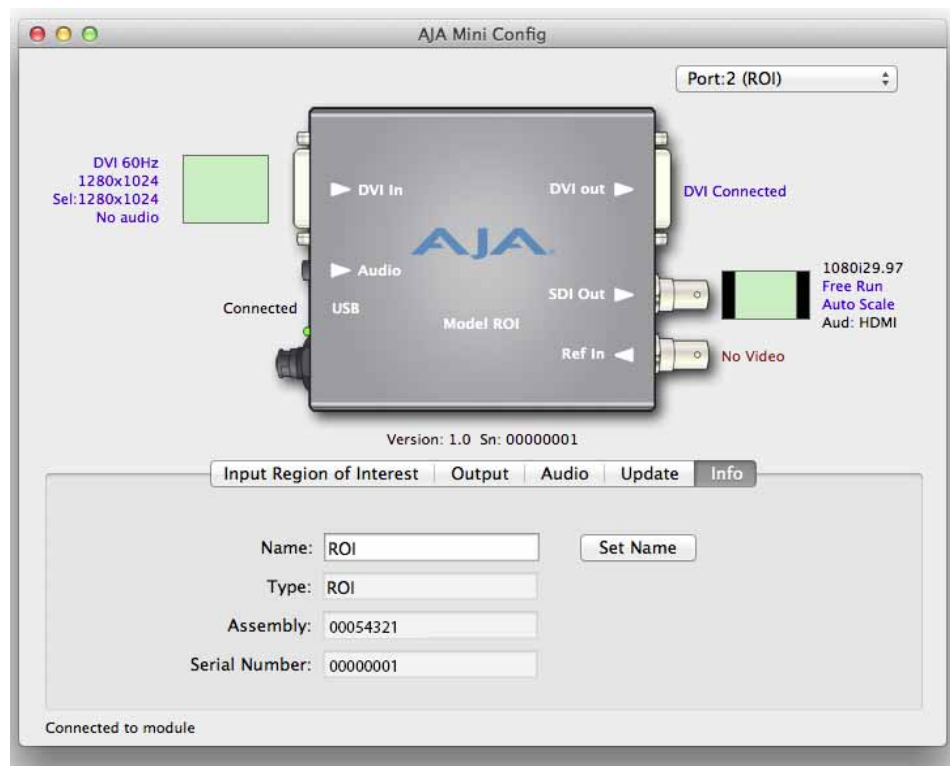 AJA Mini Config
Port:2 (ROI)
DVI 60Hz
1280x1024
Sel:1280x1024
No audio
DVI In
DVI out
DVI Connected
AJA
Audio
Connected
USB
Model ROI
SDI Out
1080i29.97
Free Run
Auto Scale
Aud: HDMI
Ref In
No Video
Version: 1.0 Sn: 00000001
Input Region of Interest
Output
Audio
Update
Info
Name: ROI
Set Name
Type: ROI
Assembly: 00054321
Serial Number: 00000001
Connected to module